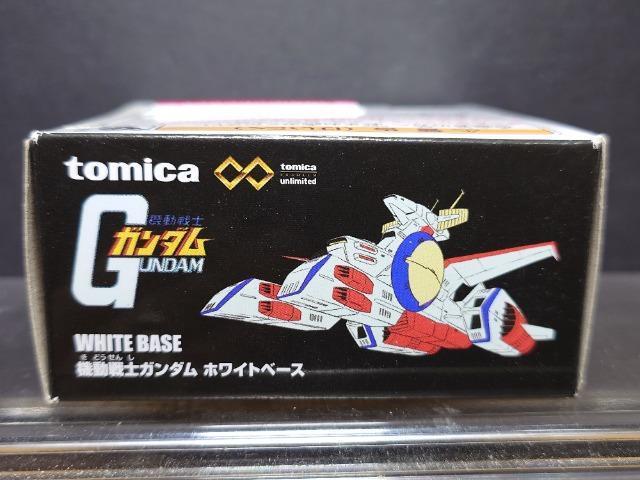 tomica
tomica
PREMIUM
unlimited
機動戦士
ガンダム
GUNDAM
WHITE BASE
き どうせん し
機動戦士ガンダム ホワイトベース